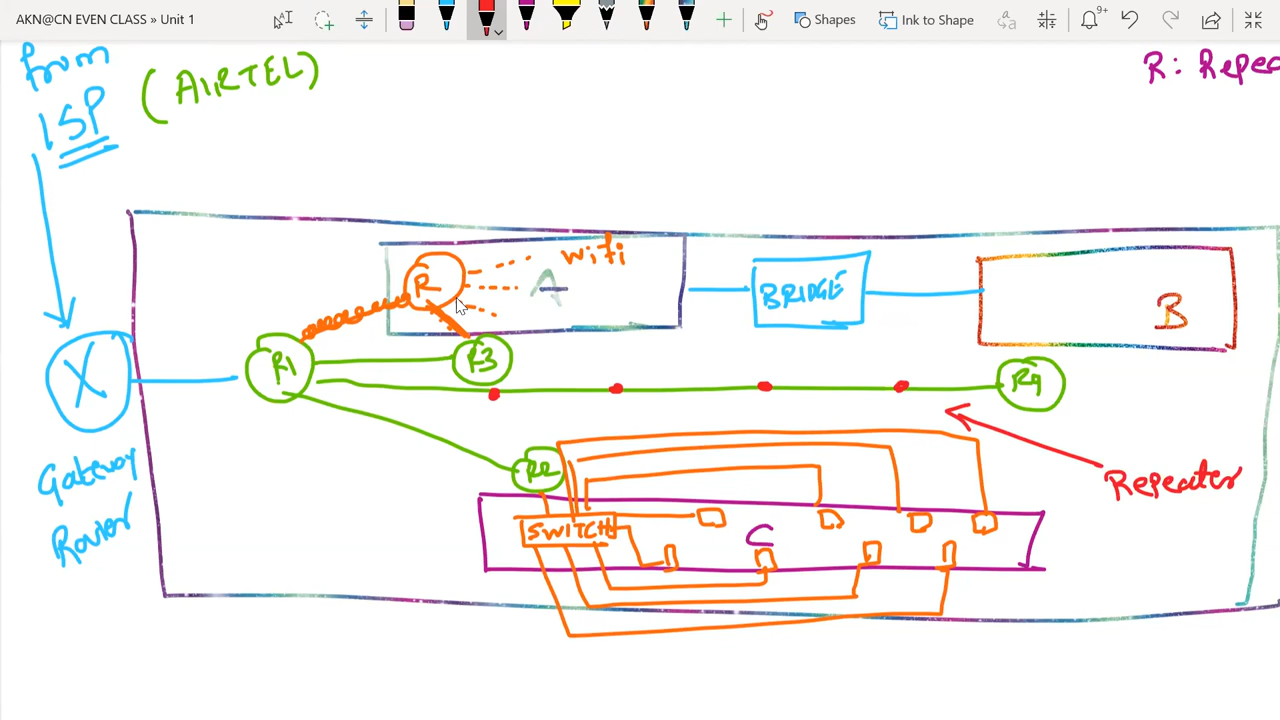 AKN@CN EVEN CLASS » Unit 1
Shapes
Ink to Shape
9+
from
ISP
(AIRTEL)
R: Repea
wifi
R
A
BRIDGE
B
X
R1
R3
R4
R2
Repeater
Gateway
Router
SWITCH
C